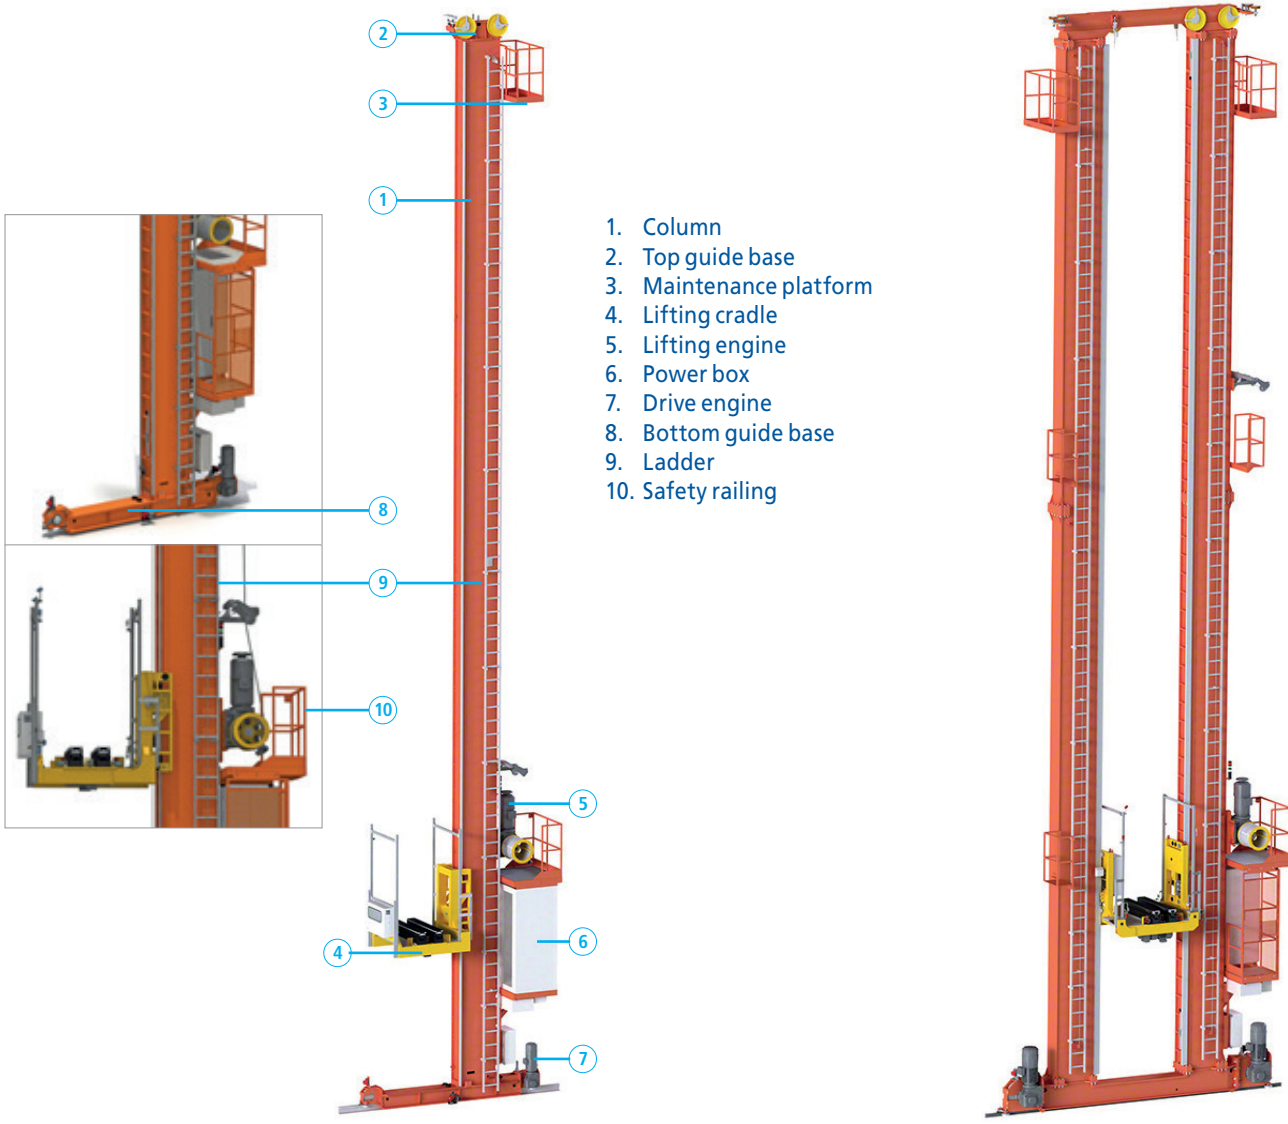 2
3
1
1. Column
2. Top guide base
3. Maintenance platform
4. Lifting cradle
5. Lifting engine
6. Power box
7. Drive engine
8. Bottom guide base
9. Ladder
10. Safety railing
8
9
10
5
6
4
7